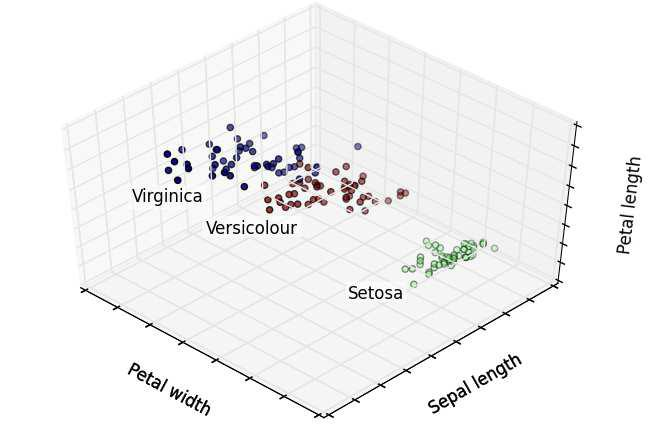 Virginica
Versicolour
Setosa
Petal length
Petal width
Sepal length